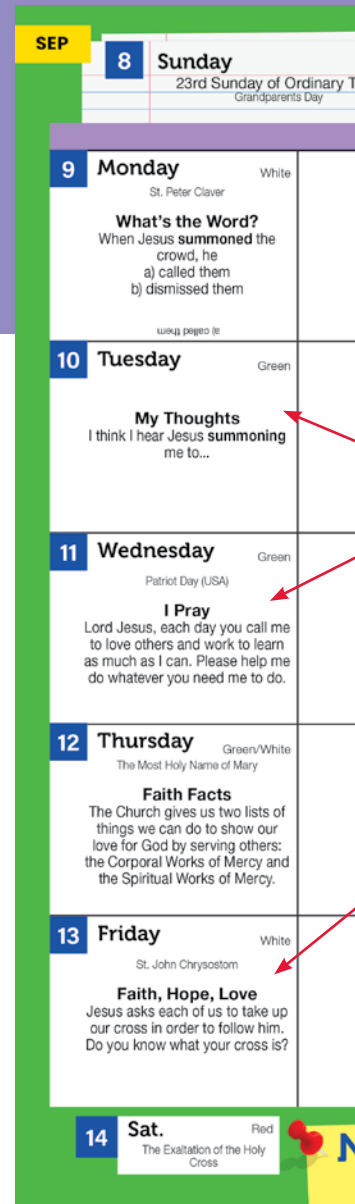 SEP
8 Sunday
23rd Sunday of Ordinary T
Grandparents Day
9 Monday White
St. Peter Claver
What's the Word?
When Jesus summoned the
crowd, he
a) called them
b) dismissed them
a) called them
10 Tuesday Green
My Thoughts
I think I hear Jesus summoning
me to...
11 Wednesday Green
Patriot Day (USA)
I Pray
Lord Jesus, each day you call me
to love others and work to learn
as much as I can. Please help me
do whatever you need me to do.
12 Thursday Green/White
The Most Holy Name of Mary
Faith Facts
The Church gives us two lists of
things we can do to show our
love for God by serving others:
the Corporal Works of Mercy and
the Spiritual Works of Mercy.
13 Friday White
St. John Chrysostom
Faith, Hope, Love
Jesus asks each of us to take up
our cross in order to follow him.
Do you know what your cross is?
14 Sat. Red
The Exaltation of the Holy
Cross
N